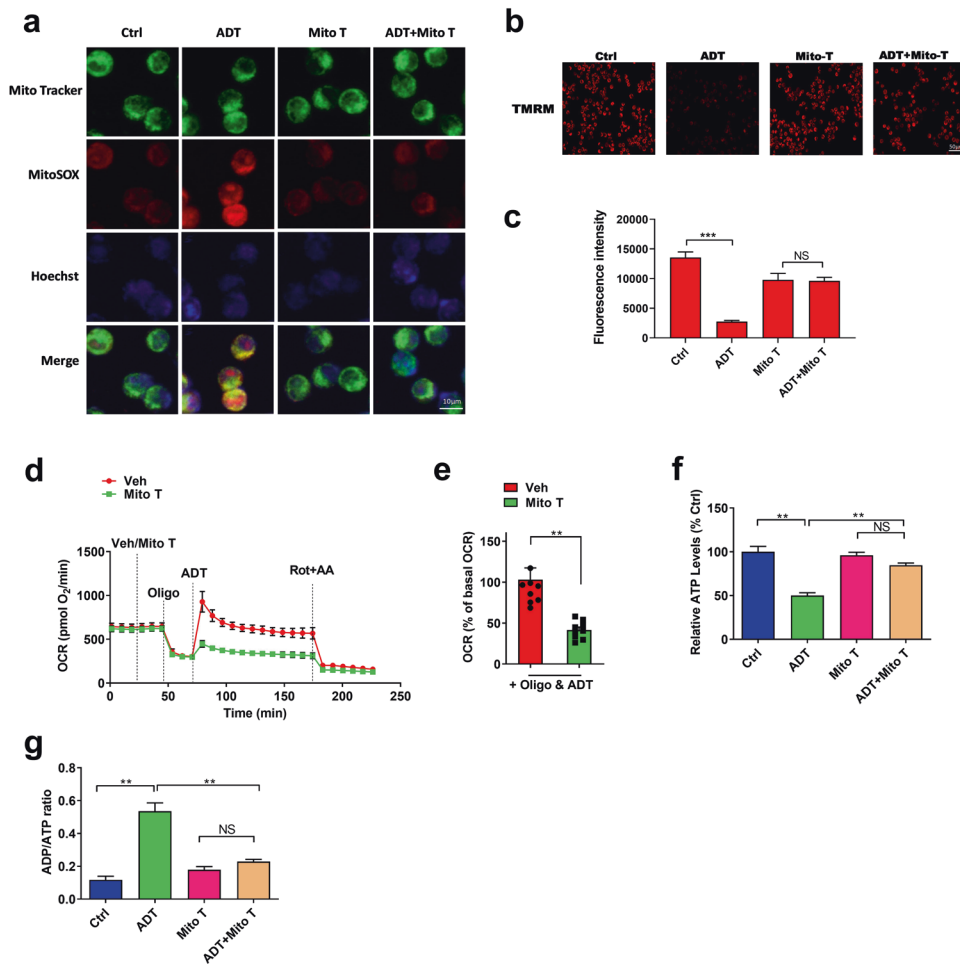 a
Ctrl ADT Mito T ADT+Mito T
Mito Tracker
MitoSOX
Hoechst
Merge
10μm
b
Ctrl ADT Mito-T ADT+Mito-T
TMRM
50μm
c
Fluorescence intensity
20000
15000
10000
5000
0
***
NS
Ctrl ADT Mito T ADT+Mito T
d
Veh
Mito T
OCR (pmol O2/min)
1500
1000
500
0
Veh/Mito T
Oligo
ADT
Rot+AA
0 50 100 150 200 250
Time (min)
e
Veh
Mito T
OCR (% of basal OCR)
150
100
50
0
**
+ Oligo & ADT
f
Relative ATP Levels (% Ctrl)
150
100
50
0
** **
NS
Ctrl ADT Mito T ADT+Mito T
g
ADP/ATP ratio
0.8
0.6
0.4
0.2
0.0
** **
NS
Ctrl ADT Mito T ADT+Mito T